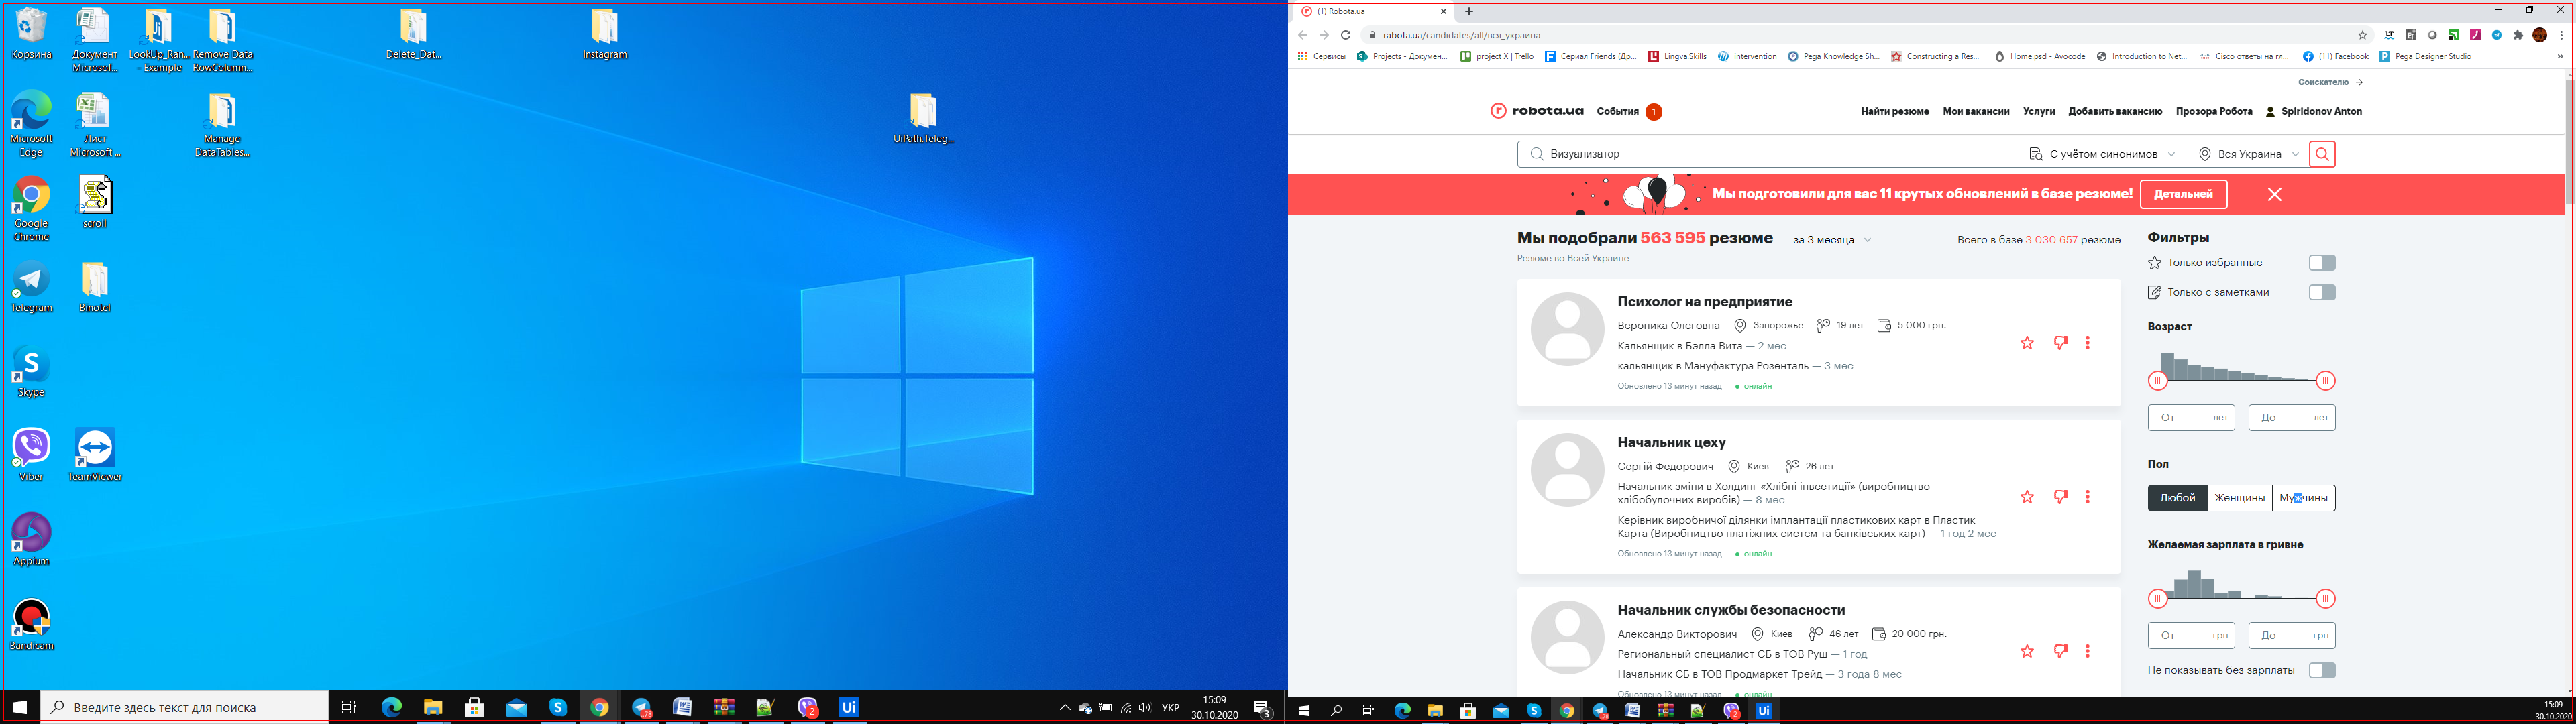 Корзина
Документ
Microsof...
LookUp_Ran...
- Example
Remove Data
RowColumn...
Delete_Dat...
Instagram
Microsoft
Edge
Лист
Microsoft ...
Manage
DataTables...
UiPath.Teleg...
Google
Chrome
scroll
Telegram
Binotel
Skype
Viber
TeamViewer
Appium
Bandicam
Введите здесь текст для поиска
78
2
Ui
УКР
15:09
30.10.2020
3
(1) Robota.ua
rabota.ua/candidates/all/вся_украина
Сервисы
Projects - Докумен...
project X | Trello
Сериал Friends (Др...
Lingva.Skills
intervention
Pega Knowledge Sh...
Constructing a Res...
Home.psd - Avocode
Introduction to Net...
Cisco ответы на гл...
(11) Facebook
Pega Designer Studio
Соискателю
robota.ua
События 1
Найти резюме
Мои вакансии
Услуги
Добавить вакансию
Прозора Робота
Spiridonov Anton
Визуализатор
С учётом синонимов
Вся Украина
Мы подготовили для вас 11 крутых обновлений в базе резюме!
Детальней
Мы подобрали 563 595 резюме
за 3 месяца
Всего в базе 3 030 657 резюме
Резюме во Всей Украине
Психолог на предприятие
Вероника Олеговна Запорожье 19 лет 5 000 грн.
Кальянщик в Бэлла Вита — 2 мес
кальянщик в Мануфактура Розенталь — 3 мес
Обновлено 13 минут назад онлайн
Начальник цеху
Сергій Федорович Киев 26 лет
Начальник зміни в Холдинг «Хлібні інвестиції» (виробництво
хлібобулочних виробів) — 8 мес
Керівник виробничої ділянки імплантації пластикових карт в Пластик
Карта (Виробництво платіжних систем та банківських карт) — 1 год 2 мес
Обновлено 13 минут назад онлайн
Начальник службы безопасности
Александр Викторович Киев 46 лет 20 000 грн.
Региональный специалист СБ в ТОВ Руш — 1 год
Начальник СБ в ТОВ Продмаркет Трейд — 3 года 8 мес
Обновлено 13 минут назад онлайн
Фильтры
Только избранные
Только с заметками
Возраст
От лет
До лет
Пол
Любой
Женщины
Мужчины
Желаемая зарплата в гривне
От грн
До грн
Не показывать без зарплаты
Ui
15:09
30.10.2020